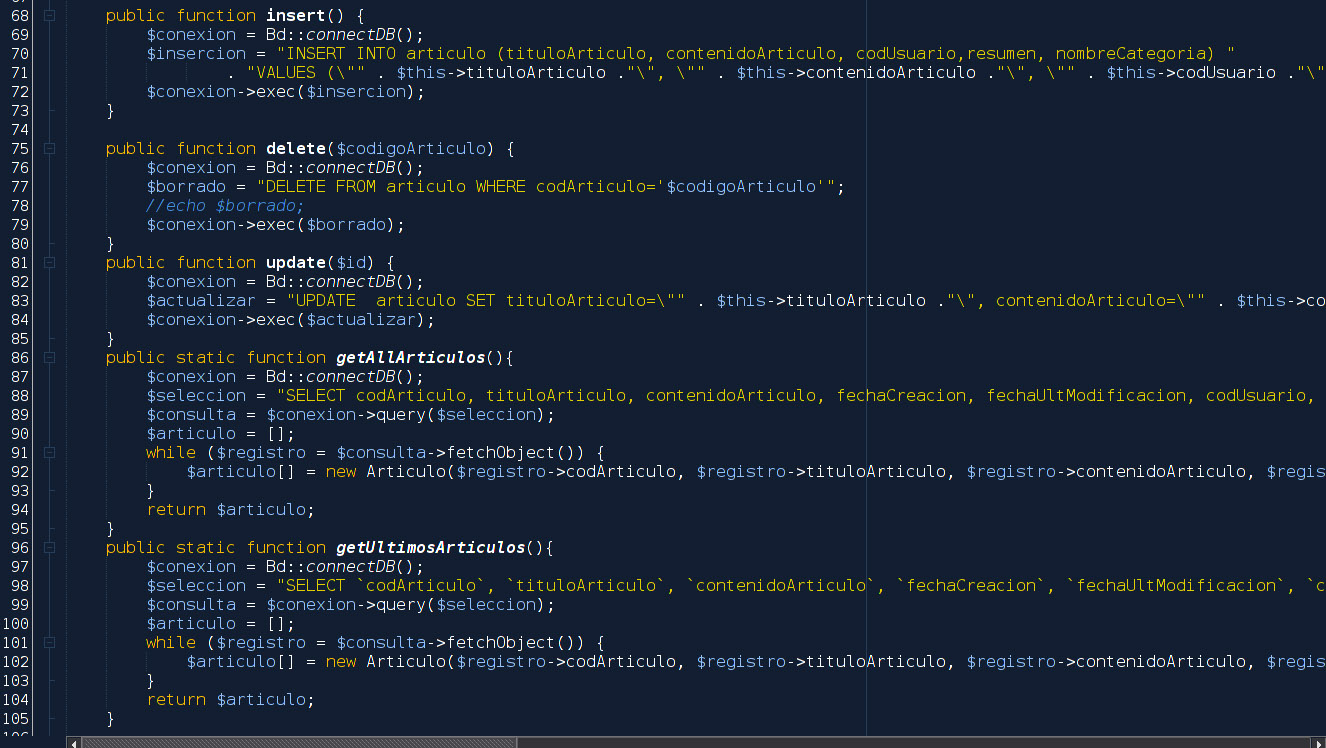 68 public function insert() {
69 $conexion = Bd::connectDB();
70 $insercion = "INSERT INTO articulo (tituloArticulo, contenidoArticulo, codUsuario,resumen, nombreCategoria) "
71 . "VALUES (\"" . $this->tituloArticulo ."\", \"" . $this->contenidoArticulo ."\", \"" . $this->codUsuario ."\"
72 $conexion->exec($insercion);
73 }
74
75 public function delete($codigoArticulo) {
76 $conexion = Bd::connectDB();
77 $borrado = "DELETE FROM articulo WHERE codArticulo='$codigoArticulo'";
78 //echo $borrado;
79 $conexion->exec($borrado);
80 }
81 public function update($id) {
82 $conexion = Bd::connectDB();
83 $actualizar = "UPDATE  articulo SET tituloArticulo=\"" . $this->tituloArticulo ."\", contenidoArticulo=\"" . $this->co
84 $conexion->exec($actualizar);
85 }
86 public static function getAllArticulos(){
87 $conexion = Bd::connectDB();
88 $seleccion = "SELECT codArticulo, tituloArticulo, contenidoArticulo, fechaCreacion, fechaUltModificacion, codUsuario,
89 $consulta = $conexion->query($seleccion);
90 $articulo = [];
91 while ($registro = $consulta->fetchObject()) {
92 $articulo[] = new Articulo($registro->codArticulo, $registro->tituloArticulo, $registro->contenidoArticulo, $regis
93 }
94 return $articulo;
95 }
96 public static function getUltimosArticulos(){
97 $conexion = Bd::connectDB();
98 $seleccion = "SELECT `codArticulo`, `tituloArticulo`, `contenidoArticulo`, `fechaCreacion`, `fechaUltModificacion`, `c
99 $consulta = $conexion->query($seleccion);
100 $articulo = [];
101 while ($registro = $consulta->fetchObject()) {
102 $articulo[] = new Articulo($registro->codArticulo, $registro->tituloArticulo, $registro->contenidoArticulo, $regis
103 }
104 return $articulo;
105 }